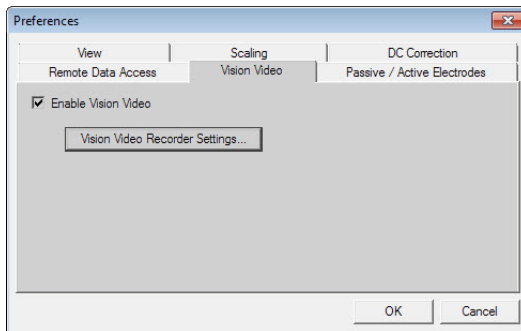 Preferences
View Scaling DC Correction
Remote Data Access Vision Video Passive / Active Electrodes
Enable Vision Video
Vision Video Recorder Settings...
OK Cancel